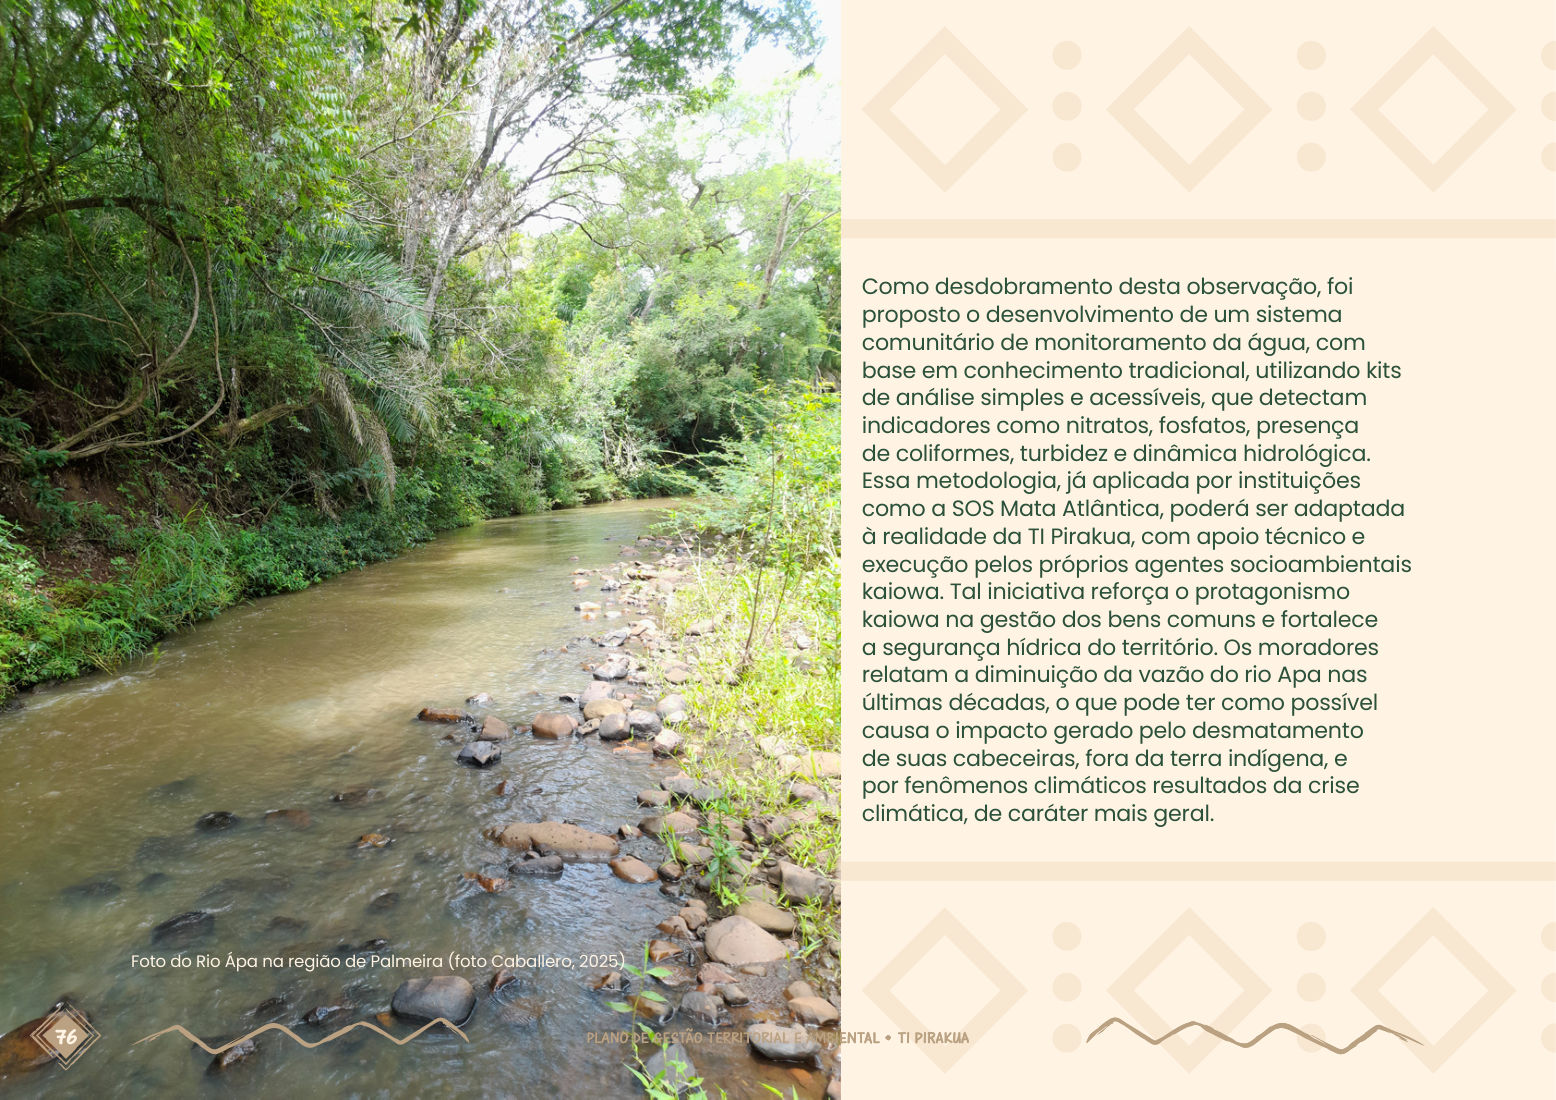 Como desdobramento desta observação, foi
proposto o desenvolvimento de um sistema
comunitário de monitoramento da água, com
base em conhecimento tradicional, utilizando kits
de análise simples e acessíveis, que detectam
indicadores como nitratos, fosfatos, presença
de coliformes, turbidez e dinâmica hidrológica.
Essa metodologia, já aplicada por instituições
como a SOS Mata Atlântica, poderá ser adaptada
à realidade da TI Pirakua, com apoio técnico e
execução pelos próprios agentes socioambientais
kaiowa. Tal iniciativa reforça o protagonismo
kaiowa na gestão dos bens comuns e fortalece
a segurança hídrica do território. Os moradores
relatam a diminuição da vazão do rio Apa nas
últimas décadas, o que pode ter como possível
causa o impacto gerado pelo desmatamento
de suas cabeceiras, fora da terra indígena, e
por fenômenos climáticos resultados da crise
climática, de caráter mais geral.
Foto do Rio Ápa na região de Palmeira (foto Caballero, 2025)
76
PLANO DE GESTÃO TERRITORIAL E AMBIENTAL • TI PIRAKUA